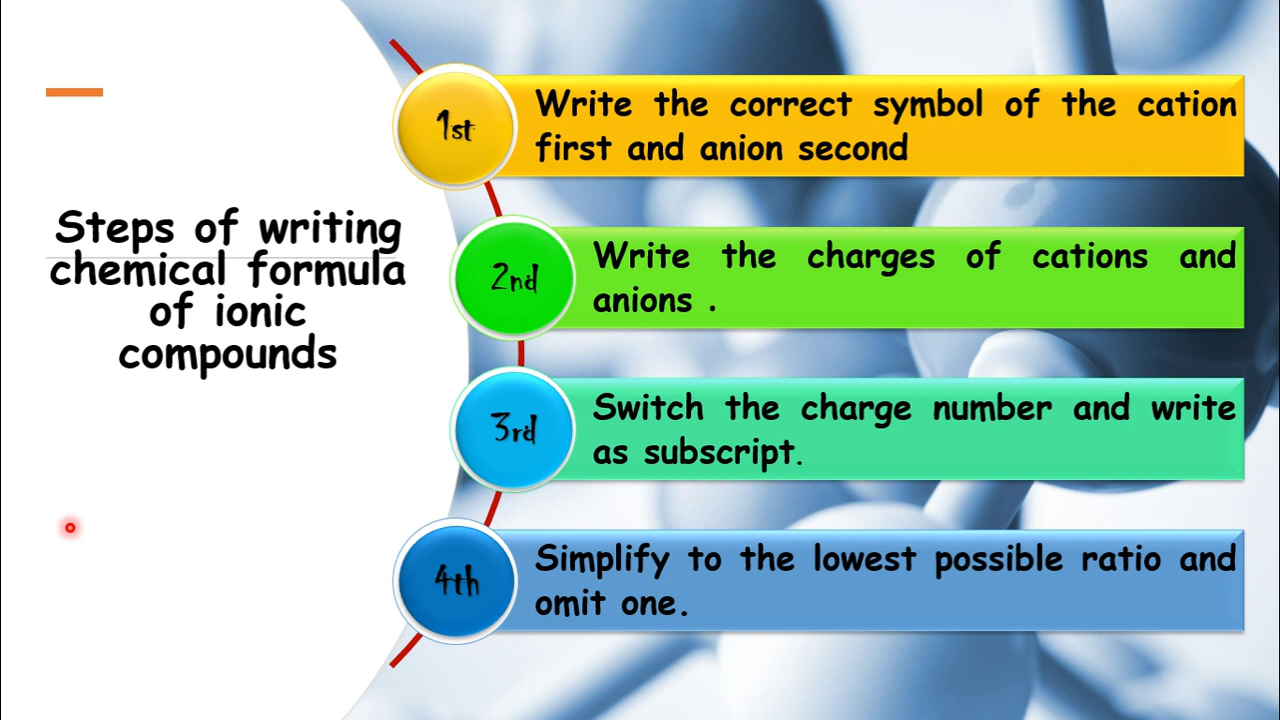 Steps of writing
chemical formula
of ionic
compounds
1st
Write the correct symbol of the cation
first and anion second
2nd
Write the charges of cations and
anions .
3rd
Switch the charge number and write
as subscript.
4th
Simplify to the lowest possible ratio and
omit one.